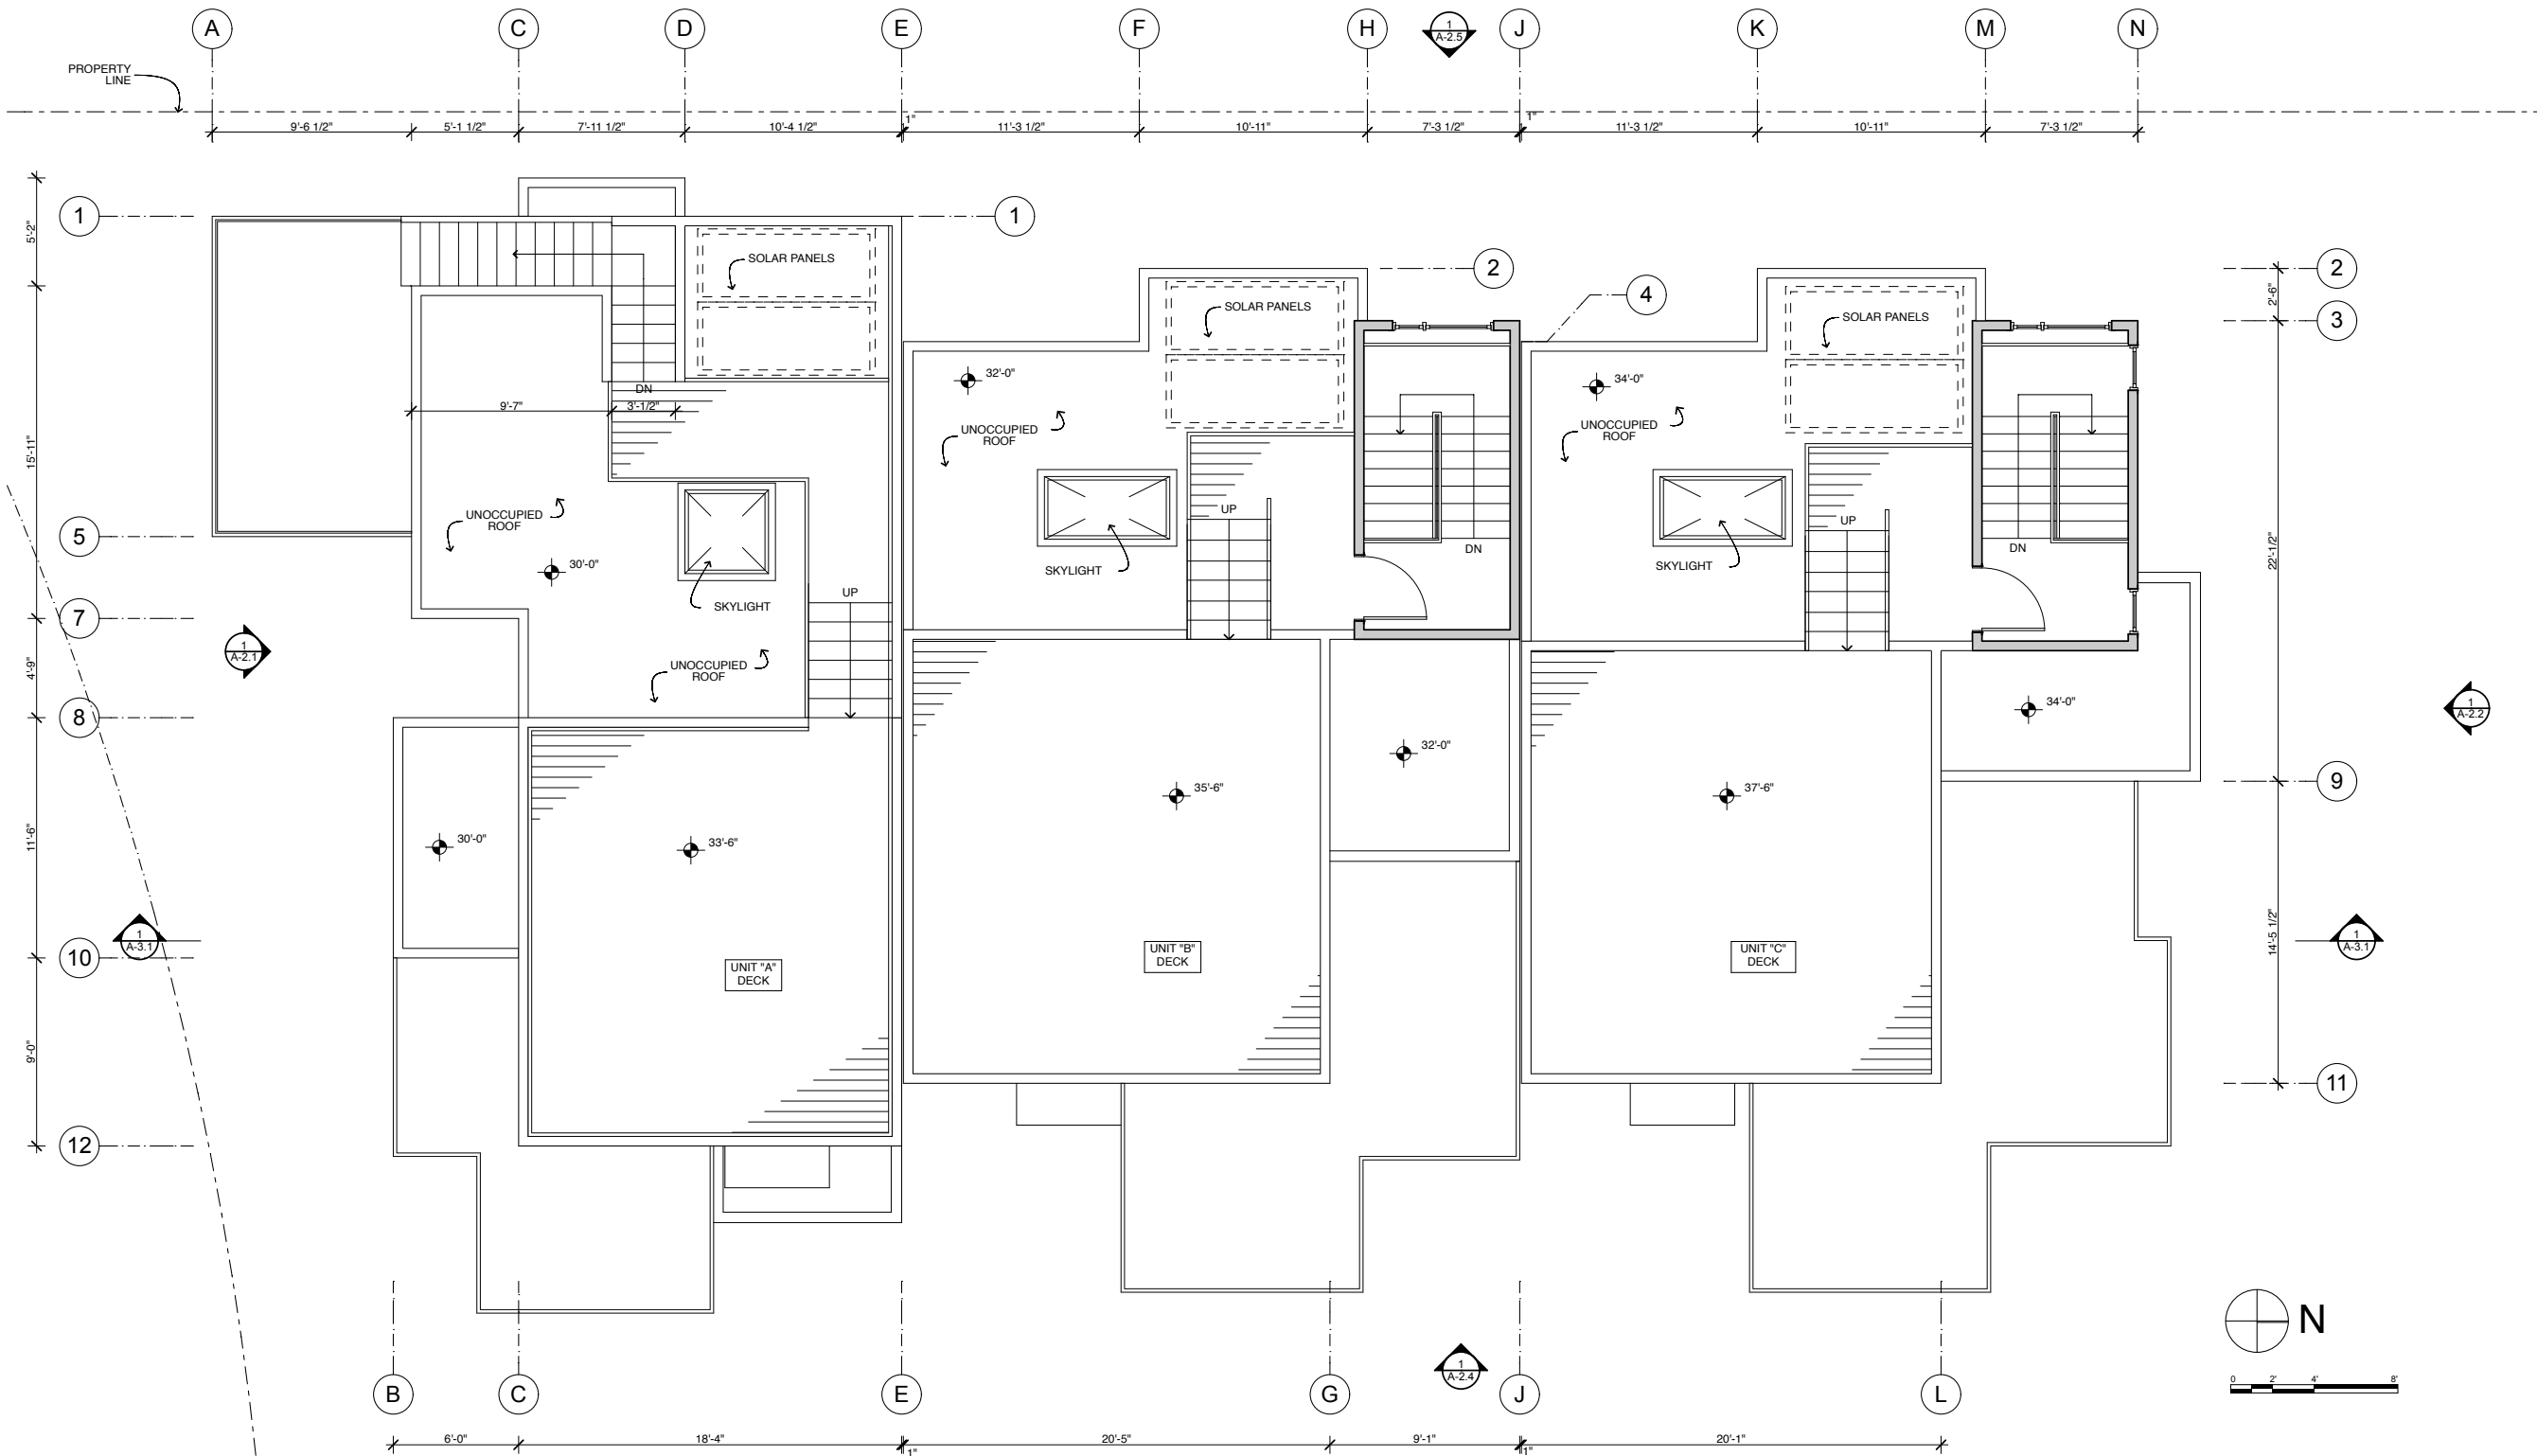 A
C
D
E
F
H
1
A-2.5
J
K
M
N
PROPERTY
LINE
9'-6 1/2"
5'-1 1/2"
7'-11 1/2"
10'-4 1/2"
1"
11'-3 1/2"
10'-11"
7'-3 1/2"
1"
11'-3 1/2"
10'-11"
7'-3 1/2"
5'-2"
1
1
SOLAR PANELS
2
2
4
2'-6"
SOLAR PANELS
SOLAR PANELS
3
DN
32'-0"
34'-0"
9'-7"
3'-1/2"
15'-11"
UNOCCUPIED
ROOF
UNOCCUPIED
ROOF
UNOCCUPIED
ROOF
UP
UP
5
DN
DN
22'-1/2"
30'-0"
SKYLIGHT
SKYLIGHT
SKYLIGHT
UP
7
1
A-2.1
4'-9"
UNOCCUPIED
ROOF
8
34'-0"
1
A-2.2
32'-0"
9
35'-6"
37'-6"
11'-6"
30'-0"
33'-6"
1
A-3.1
10
UNIT "A"
DECK
UNIT "B"
DECK
UNIT "C"
DECK
14'-5 1/2"
1
A-3.1
9'-0"
11
12
N
1
A-2.4
0 2' 4' 8'
B
C
E
G
J
L
6'-0"
18'-4"
1"
20'-5"
9'-1"
1"
20'-1"